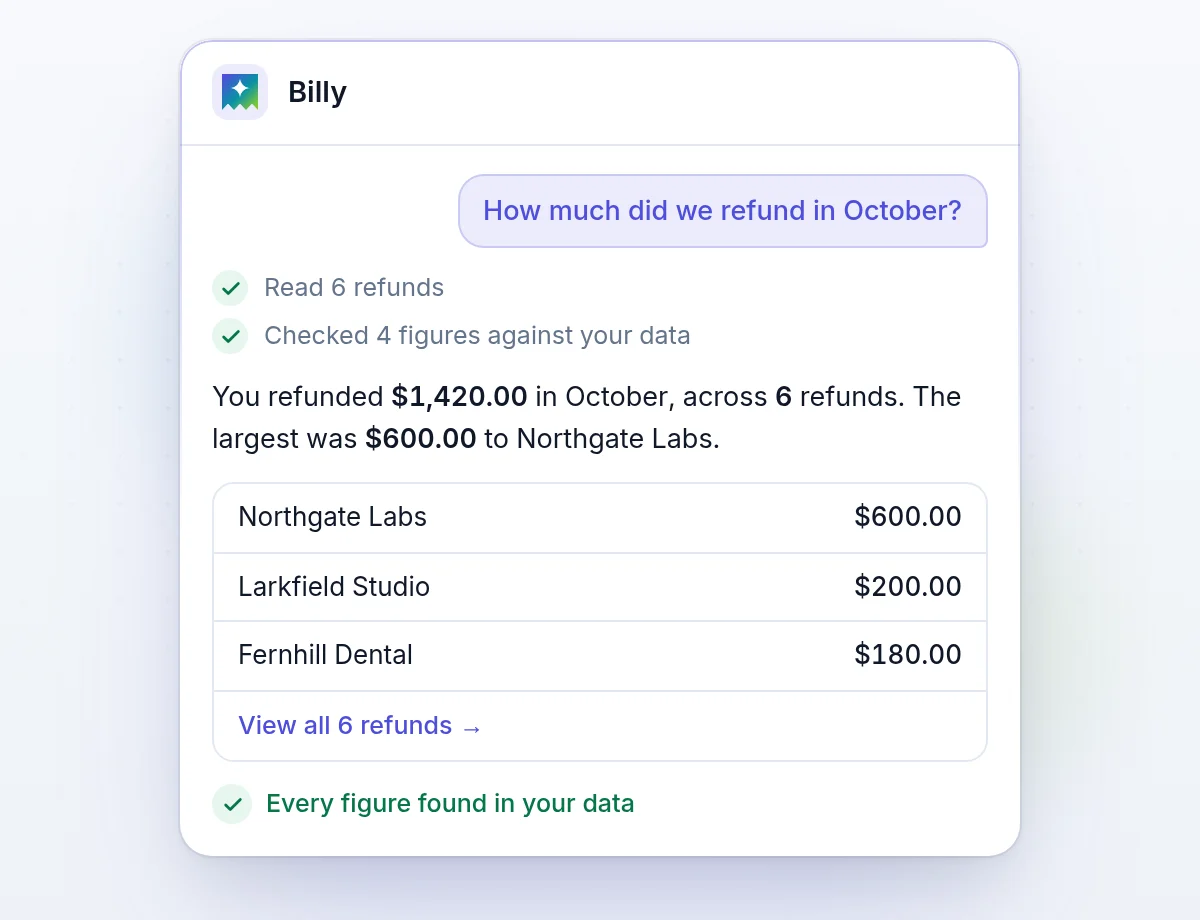 Billy
How much did we refund in October?
Read 6 refunds
Checked 4 figures against your data
You refunded $1,420.00 in October, across 6 refunds. The
largest was $600.00 to Northgate Labs.
Northgate Labs $600.00
Larkfield Studio $200.00
Fernhill Dental $180.00
View all 6 refunds →
Every figure found in your data